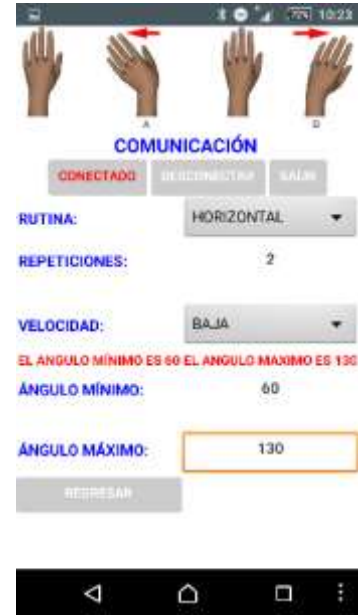 72% 10:23
A B
COMUNICACIÓN
CONECTADO DESCONECTAR SALIR
RUTINA: HORIZONTAL
REPETICIONES: 2
VELOCIDAD: BAJA
EL ANGULO MÍNIMO ES 60 EL ANGULO MAXIMO ES 130
ÁNGULO MÍNIMO: 60
ÁNGULO MÁXIMO: 130
REGRESAR